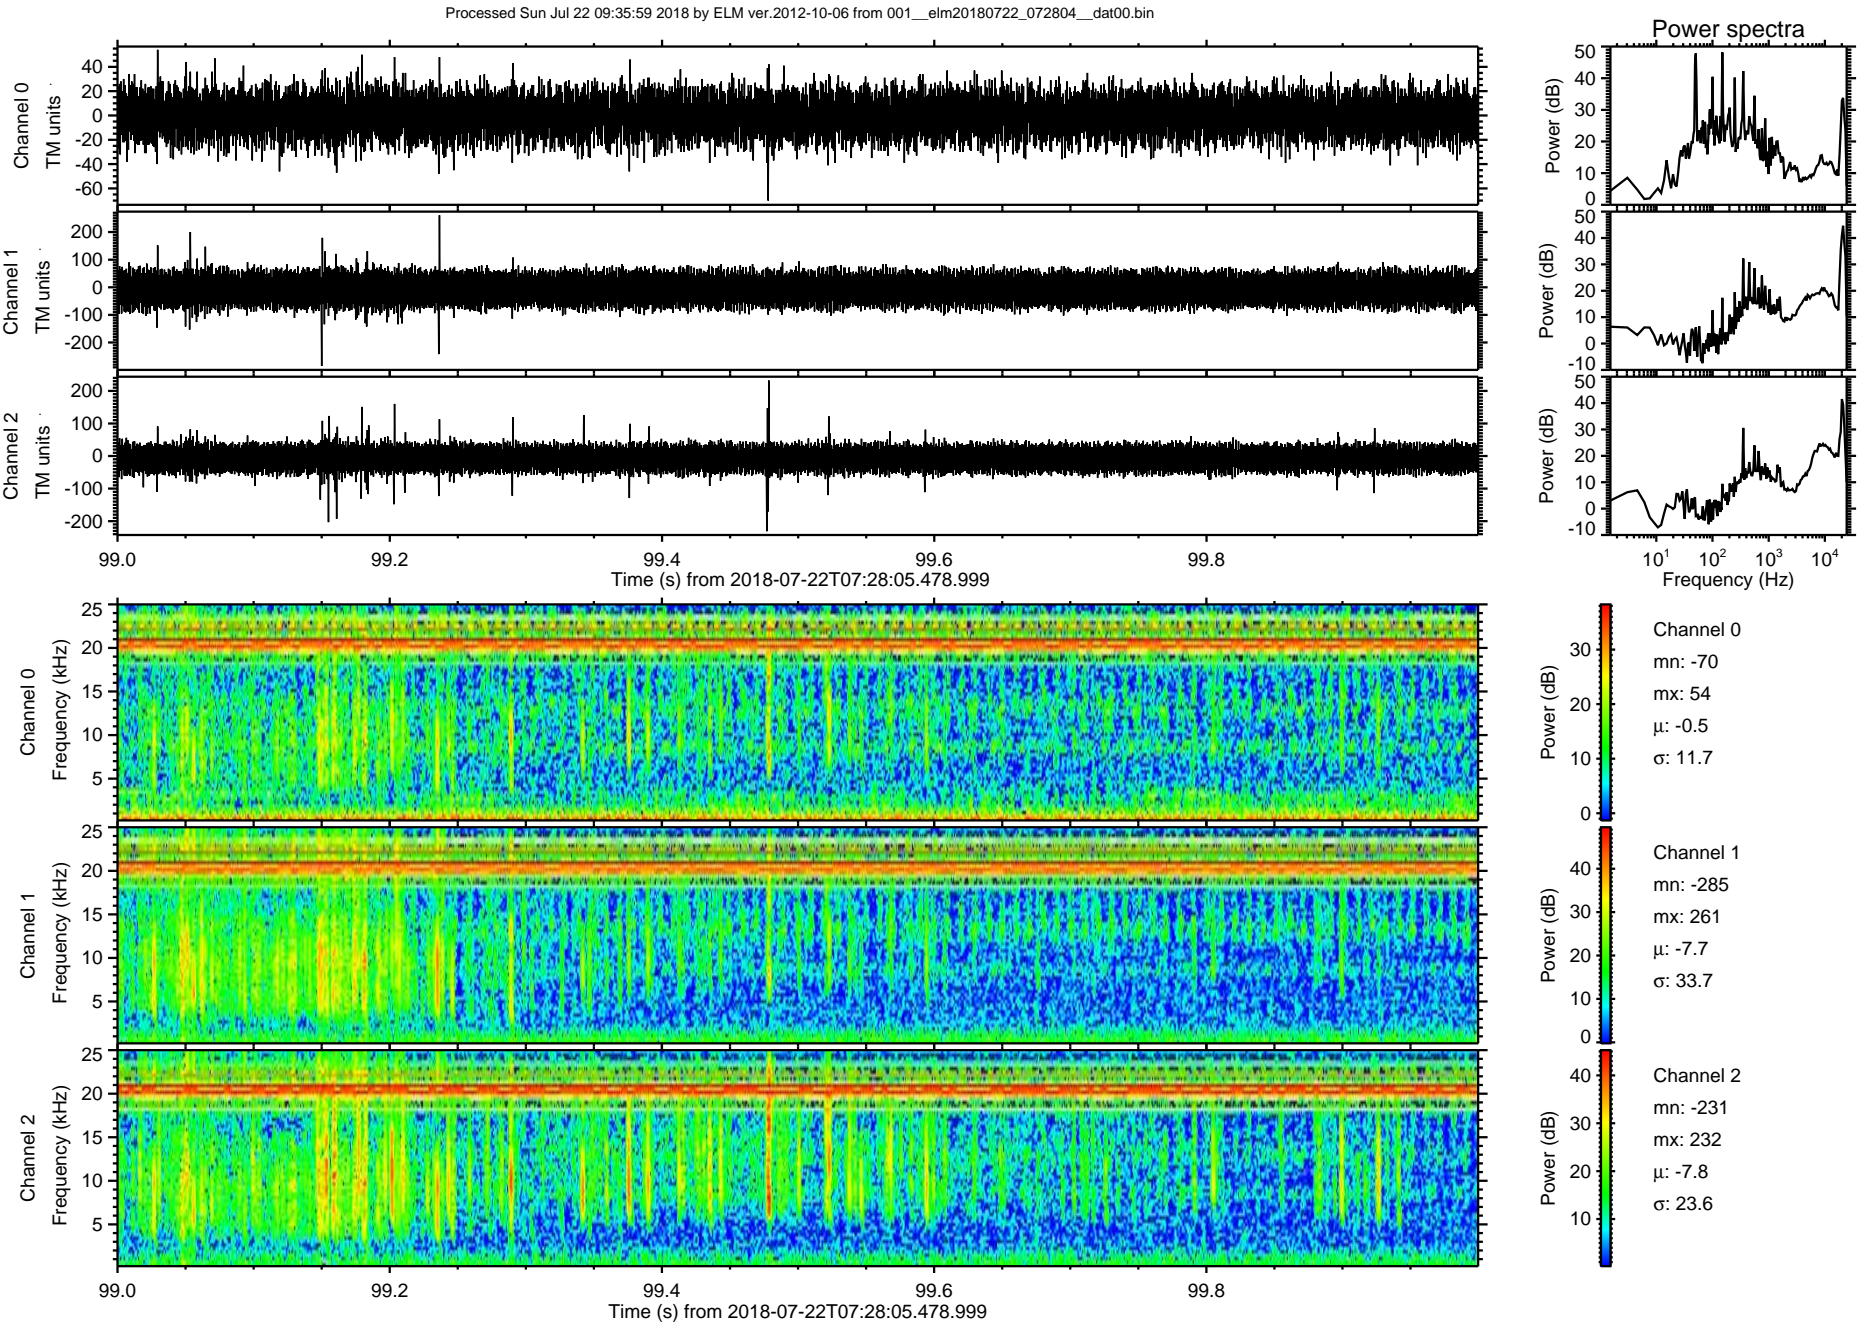 Processed Sun Jul 22 09:35:59 2018 by ELM ver.2012-10-06 from 001__elm20180722_072804__dat00.bin
Power spectra
Channel 0
TM units
40
20
0
-20
-40
-60
Power (dB)
50
40
30
20
10
0
Channel 1
TM units
200
100
0
-100
-200
Power (dB)
50
40
30
20
10
0
-10
Channel 2
TM units
200
100
0
-100
-200
Power (dB)
50
40
30
20
10
0
-10
99.0 99.2 99.4 99.6 99.8
Time (s) from 2018-07-22T07:28:05.478.999
10¹ 10² 10³ 10⁴
Frequency (Hz)
Channel 0
Frequency (kHz)
25
20
15
10
5
Power (dB)
30
20
10
0
Channel 0
mn: -70
mx: 54
μ: -0.5
σ: 11.7
Channel 1
Frequency (kHz)
25
20
15
10
5
Power (dB)
40
30
20
10
0
Channel 1
mn: -285
mx: 261
μ: -7.7
σ: 33.7
Channel 2
Frequency (kHz)
25
20
15
10
5
Power (dB)
40
30
20
10
Channel 2
mn: -231
mx: 232
μ: -7.8
σ: 23.6
99.0 99.2 99.4 99.6 99.8
Time (s) from 2018-07-22T07:28:05.478.999